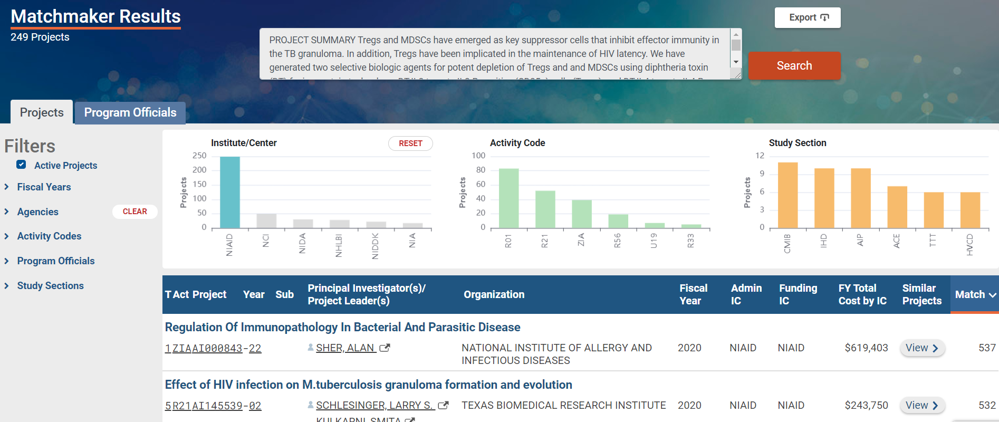 Matchmaker Results
249 Projects
Export
PROJECT SUMMARY Tregs and MDSCs have emerged as key suppressor cells that inhibit effector immunity in
the TB granuloma. In addition, Tregs have been implicated in the maintenance of HIV latency. We have
generated two selective biologic agents for potent depletion of Tregs and and MDSCs using diphtheria toxin
Search
Projects
Program Officials
Filters
Active Projects
Fiscal Years
Agencies
CLEAR
Activity Codes
Program Officials
Study Sections
Institute/Center
RESET
Projects
250
200
150
100
50
0
NIAID
NCI
NIDA
NHLBI
NIDDK
NIA
Activity Code
Projects
100
80
60
40
20
0
R01
R21
ZIA
R56
U19
R33
Study Section
Projects
12
9
6
3
0
CMIB
IHD
AIP
ACE
TTT
HVCD
T Act Project Year Sub Principal Investigator(s)/ Project Leader(s) Organization Fiscal Year Admin IC Funding IC FY Total Cost by IC Similar Projects Match
Regulation Of Immunopathology In Bacterial And Parasitic Disease
1ZIAAI000843-22 SHER, ALAN NATIONAL INSTITUTE OF ALLERGY AND 2020 NIAID NIAID $619,403 View 537
INFECTIOUS DISEASES
Effect of HIV infection on M.tuberculosis granuloma formation and evolution
5R21AI145539-02 SCHLESINGER, LARRY S. TEXAS BIOMEDICAL RESEARCH INSTITUTE 2020 NIAID NIAID $243,750 View 532
KULKARNI, SMITA